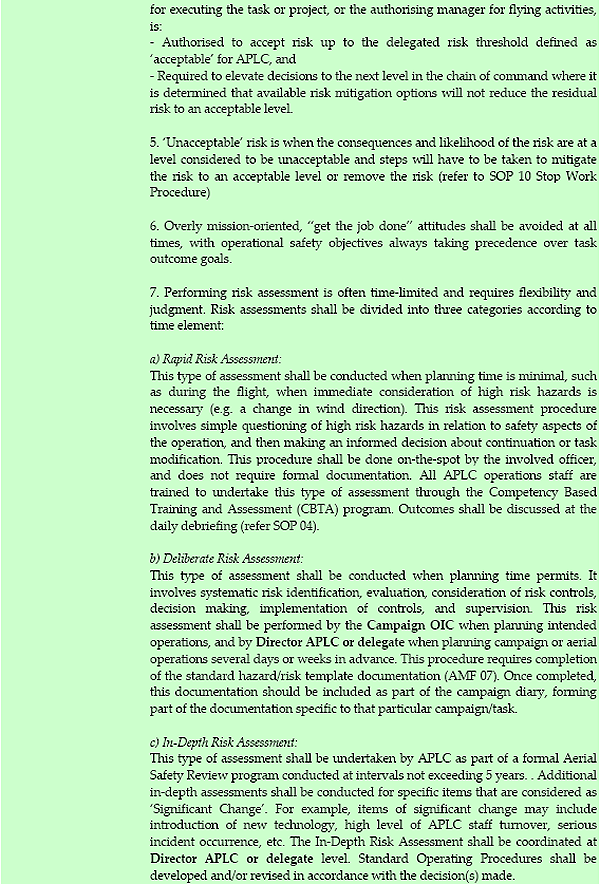 for executing the task or project, or the authorising manager for flying activities,
is:
- Authorised to accept risk up to the delegated risk threshold defined as
'acceptable' for APLC, and
- Required to elevate decisions to the next level in the chain of command where it
is determined that available risk mitigation options will not reduce the residual
risk to an acceptable level.
5. 'Unacceptable' risk is when the consequences and likelihood of the risk are at a
level considered to be unacceptable and steps will have to be taken to mitigate
the risk to an acceptable level or remove the risk (refer to SOP 10 Stop Work
Procedure)
6. Overly mission-oriented, "get the job done" attitudes shall be avoided at all
times, with operational safety objectives always taking precedence over task
outcome goals.
7. Performing risk assessment is often time-limited and requires flexibility and
judgment. Risk assessments shall be divided into three categories according to
time element:
a) Rapid Risk Assessment:
This type of assessment shall be conducted when planning time is minimal, such
as during the flight, when immediate consideration of high risk hazards is
necessary (e.g. a change in wind direction). This risk assessment procedure
involves simple questioning of high risk hazards in relation to safety aspects of
the operation, and then making an informed decision about continuation or task
modification. This procedure shall be done on-the-spot by the involved officer,
and does not require formal documentation. All APLC operations staff are
trained to undertake this type of assessment through the Competency Based
Training and Assessment (CBTA) program. Outcomes shall be discussed at the
daily debriefing (refer SOP 04).
b) Deliberate Risk Assessment:
This type of assessment shall be conducted when planning time permits. It
involves systematic risk identification, evaluation, consideration of risk controls,
decision making, implementation of controls, and supervision. This risk
assessment shall be performed by the Campaign OIC when planning intended
operations, and by Director APLC or delegate when planning campaign or aerial
operations several days or weeks in advance. This procedure requires completion
of the standard hazard/risk template documentation (AMF 07). Once completed,
this documentation should be included as part of the campaign diary, forming
part of the documentation specific to that particular campaign/task.
c) In-Depth Risk Assessment:
This type of assessment shall be undertaken by APLC as part of a formal Aerial
Safety Review program conducted at intervals not exceeding 5 years. . Additional
in-depth assessments shall be conducted for specific items that are considered as
'Significant Change'. For example, items of significant change may include
introduction of new technology, high level of APLC staff turnover, serious
incident occurrence, etc. The In-Depth Risk Assessment shall be coordinated at
Director APLC or delegate level. Standard Operating Procedures shall be
developed and/or revised in accordance with the decision(s) made.